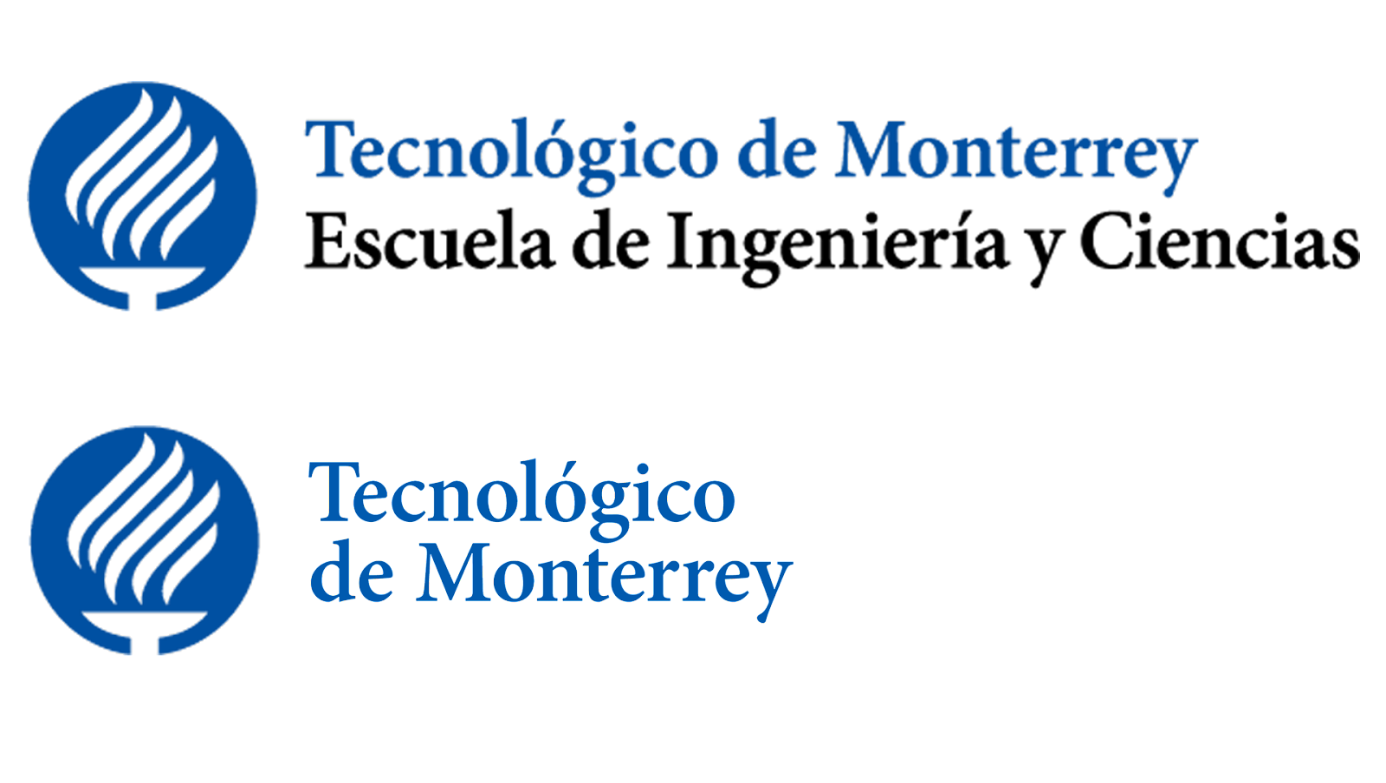 Tecnológico de Monterrey
Escuela de Ingeniería y Ciencias
Tecnológico
de Monterrey